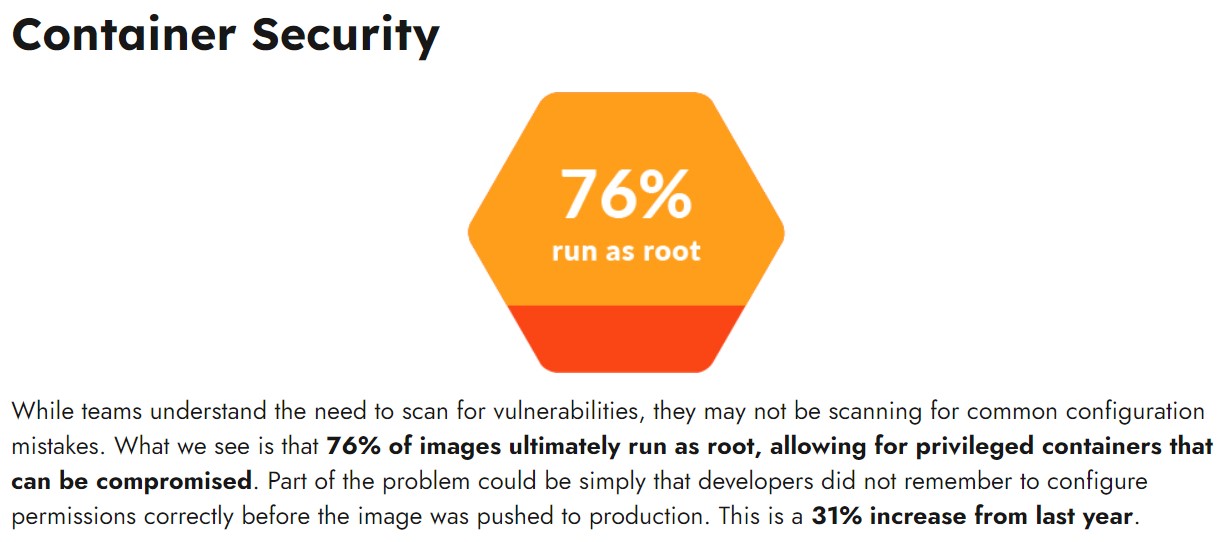 Container Security
76%
run as root
While teams understand the need to scan for vulnerabilities, they may not be scanning for common configuration
mistakes. What we see is that 76% of images ultimately run as root, allowing for privileged containers that
can be compromised. Part of the problem could be simply that developers did not remember to configure
permissions correctly before the image was pushed to production. This is a 31% increase from last year.